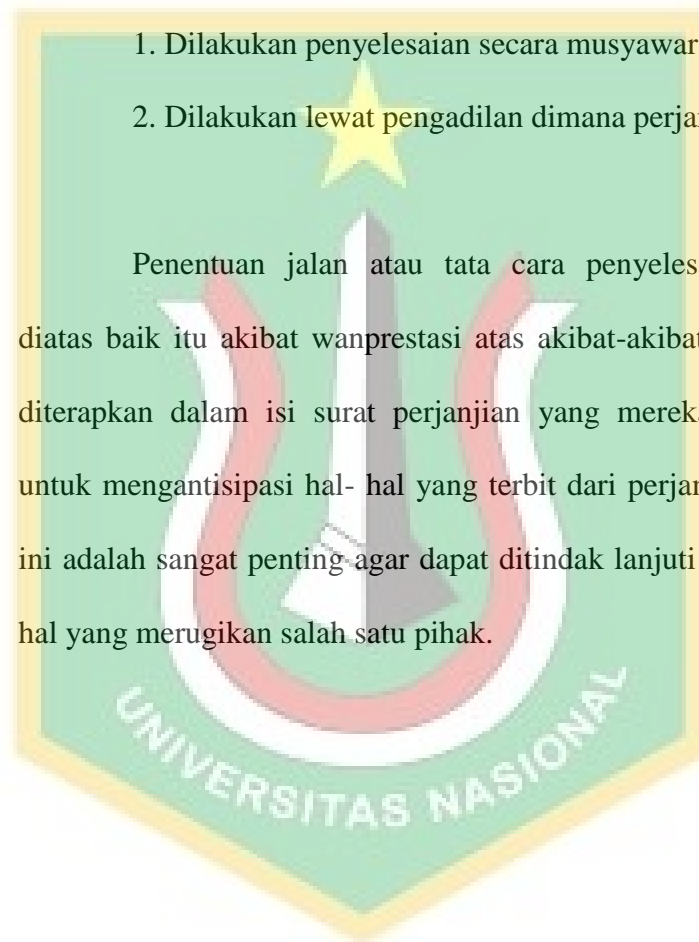 1. Dilakukan penyelesaian secara musyawar
2. Dilakukan lewat pengadilan dimana perja
Penentuan jalan atau tata cara penyeles
diatas baik itu akibat wanprestasi atas akibat-akibat
diterapkan dalam isi surat perjanjian yang mereka
untuk mengantisipasi hal- hal yang terbit dari perjan
ini adalah sangat penting agar dapat ditindak lanjuti
hal yang merugikan salah satu pihak.
UNIVERSITAS NASIONAL